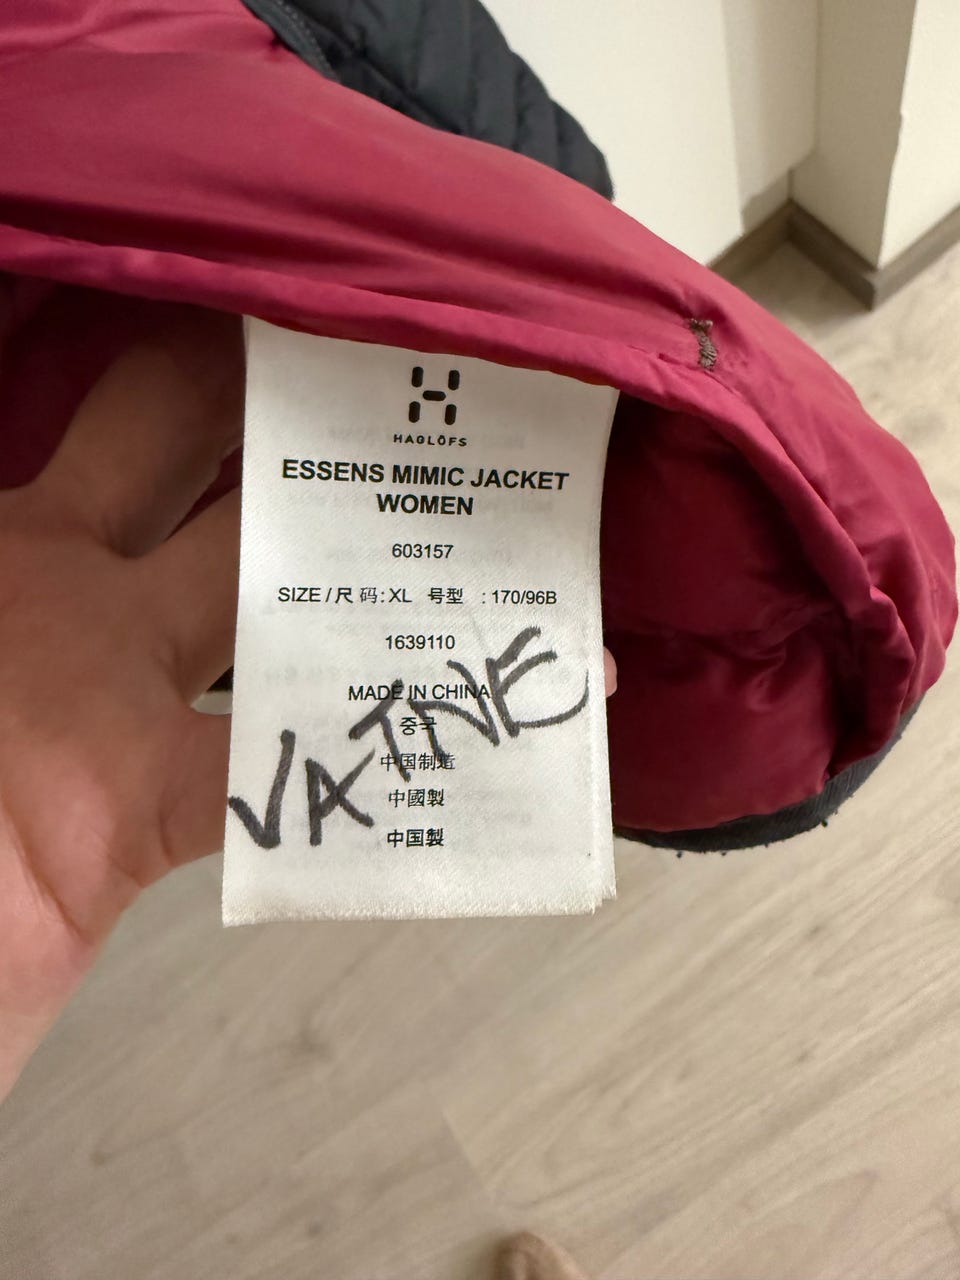 HAGLÖFS
ESSENS MIMIC JACKET
WOMEN
603157
SIZE / 尺 码: XL 号型 : 170/96B
1639110
MADE IN CHINA
중국
中国制造
中國製
中国製
VAINE